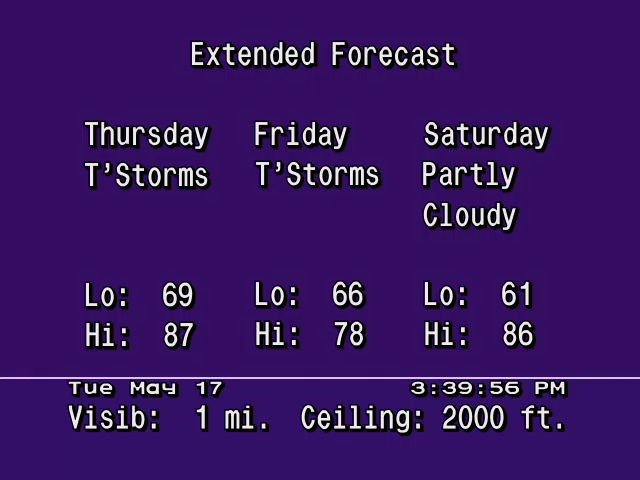 Extended Forecast
Thursday Friday Saturday
T'Storms T'Storms Partly
Cloudy
Lo: 69 Lo: 66 Lo: 61
Hi: 87 Hi: 78 Hi: 86
Tue May 17 3:39:56 PM
Visib: 1 mi. Ceiling: 2000 ft.